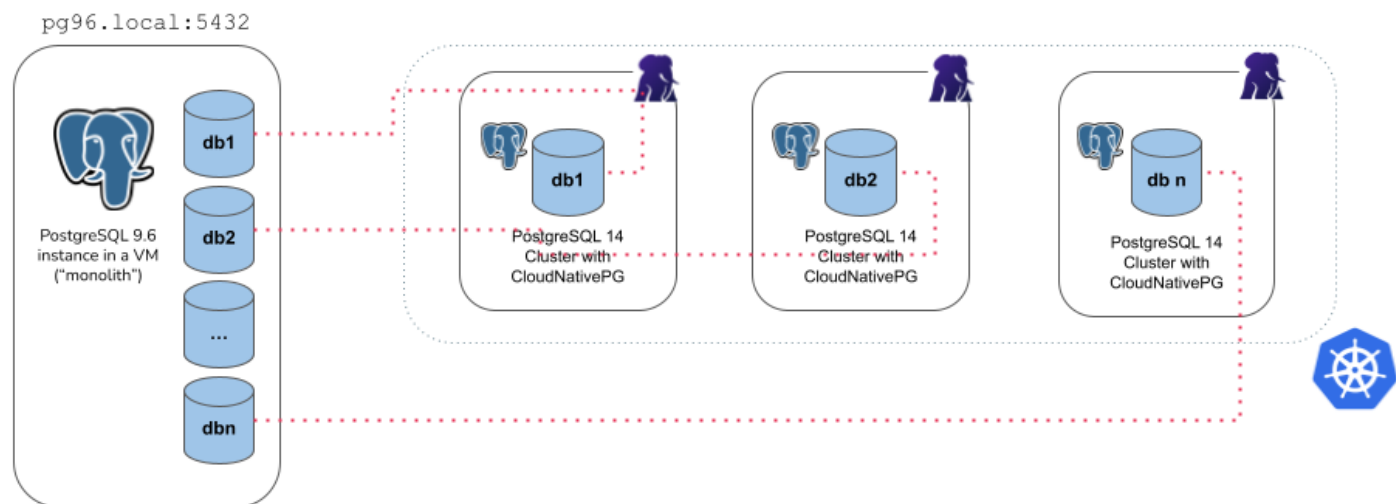 pg96.local:5432
db1
PostgreSQL 9.6
instance in a VM
(“monolith”)
db2
...
dbn
db1
PostgreSQL 14
Cluster with
CloudNativePG
db2
PostgreSQL 14
Cluster with
CloudNativePG
db n
PostgreSQL 14
Cluster with
CloudNativePG